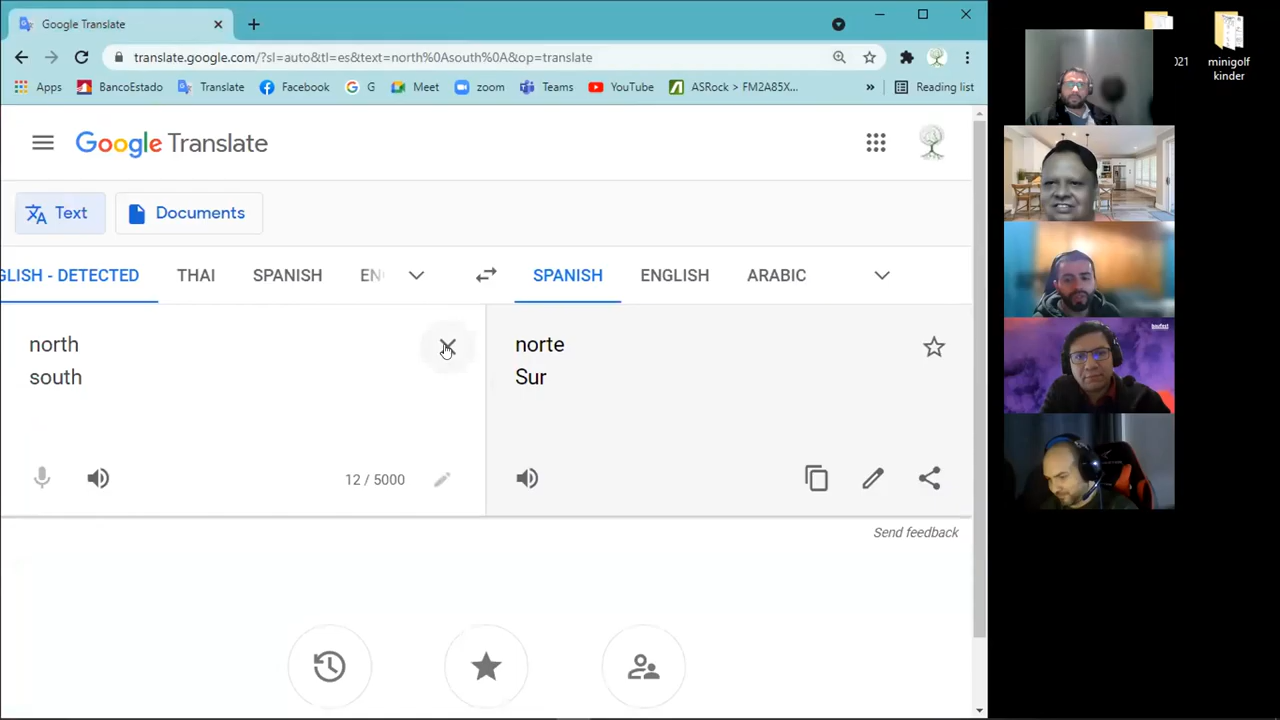 Google Translate
translate.google.com/?sl=auto&tl=es&text=north%0Asouth%0A&op=translate
Apps BancoEstado Translate Facebook G Meet zoom Teams YouTube ASRock > FM2A85X... » Reading list
Google Translate
Text Documents
GLISH - DETECTED THAI SPANISH EN SPANISH ENGLISH ARABIC
north
south
norte
Sur
12 / 5000
Send feedback
021
minigolf
kinder